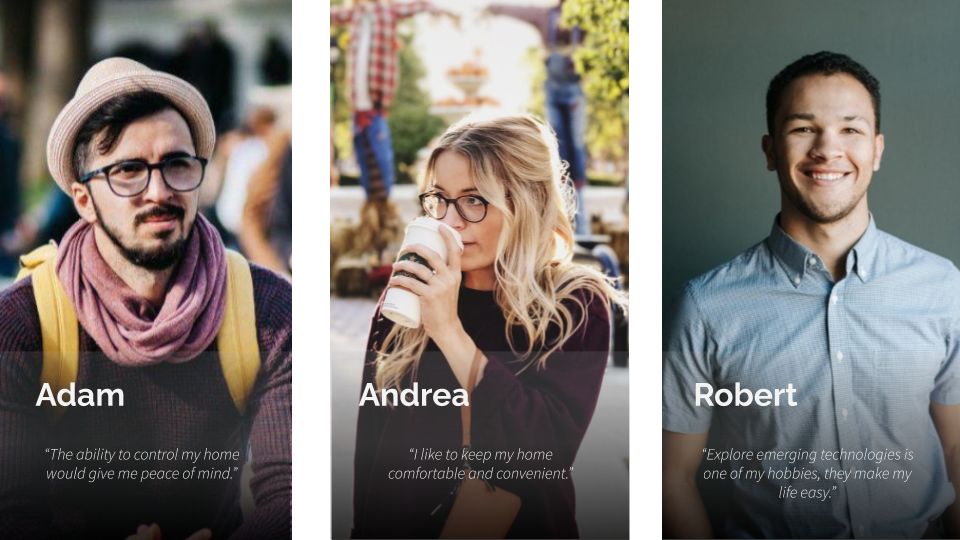 Adam
“The ability to control my home
would give me peace of mind.”
Andrea
“I like to keep my home
comfortable and convenient.”
Robert
“Explore emerging technologies is
one of my hobbies, they make my
life easy.”